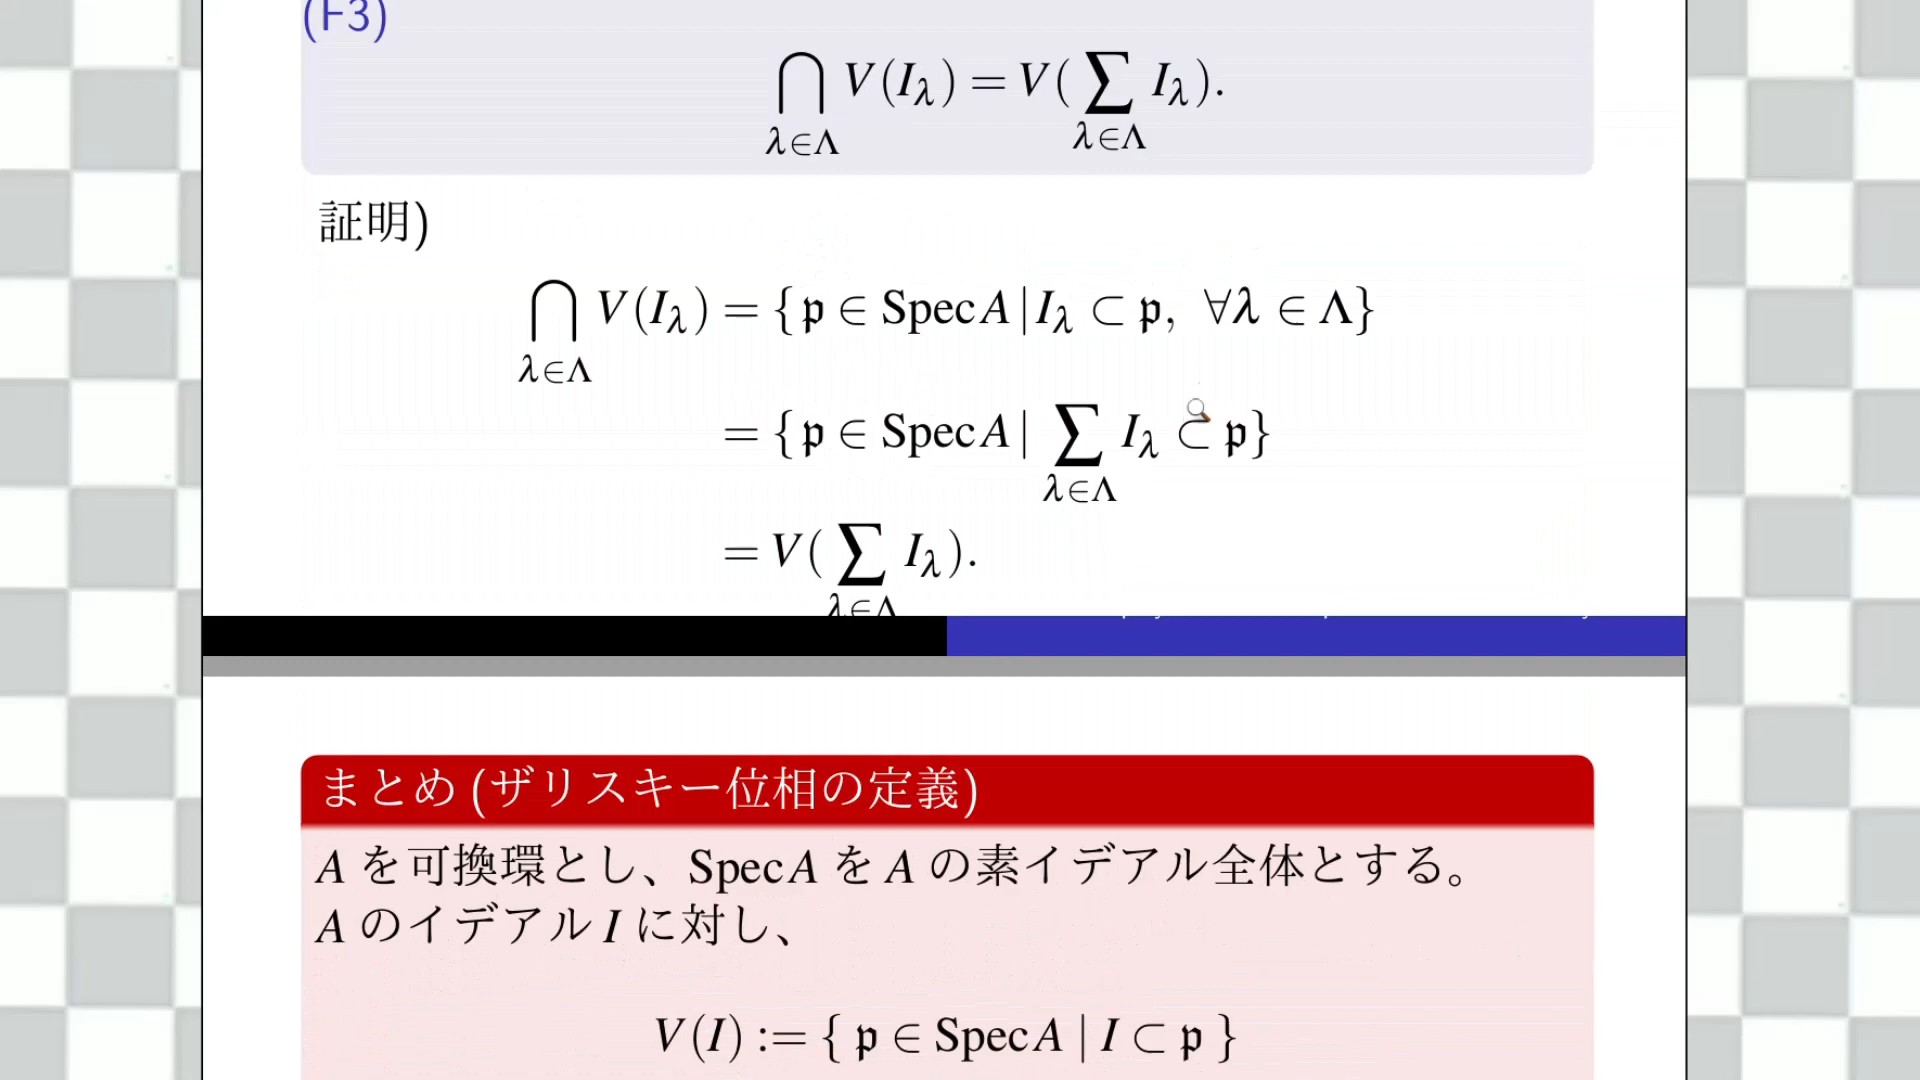 (F3)
⋂_{λ∈Λ} V(I_λ) = V(∑_{λ∈Λ} I_λ).
証明)
⋂_{λ∈Λ} V(I_λ) = {𝔭 ∈ Spec A | I_λ ⊂ 𝔭, ∀λ ∈ Λ}
= {𝔭 ∈ Spec A | ∑_{λ∈Λ} I_λ ⊂ 𝔭}
= V(∑_{λ∈Λ} I_λ).
まとめ (ザリスキー位相の定義)
A を可換環とし、Spec A を A の素イデアル全体とする。
A のイデアル I に対し、
V(I) := { 𝔭 ∈ Spec A | I ⊂ 𝔭 }